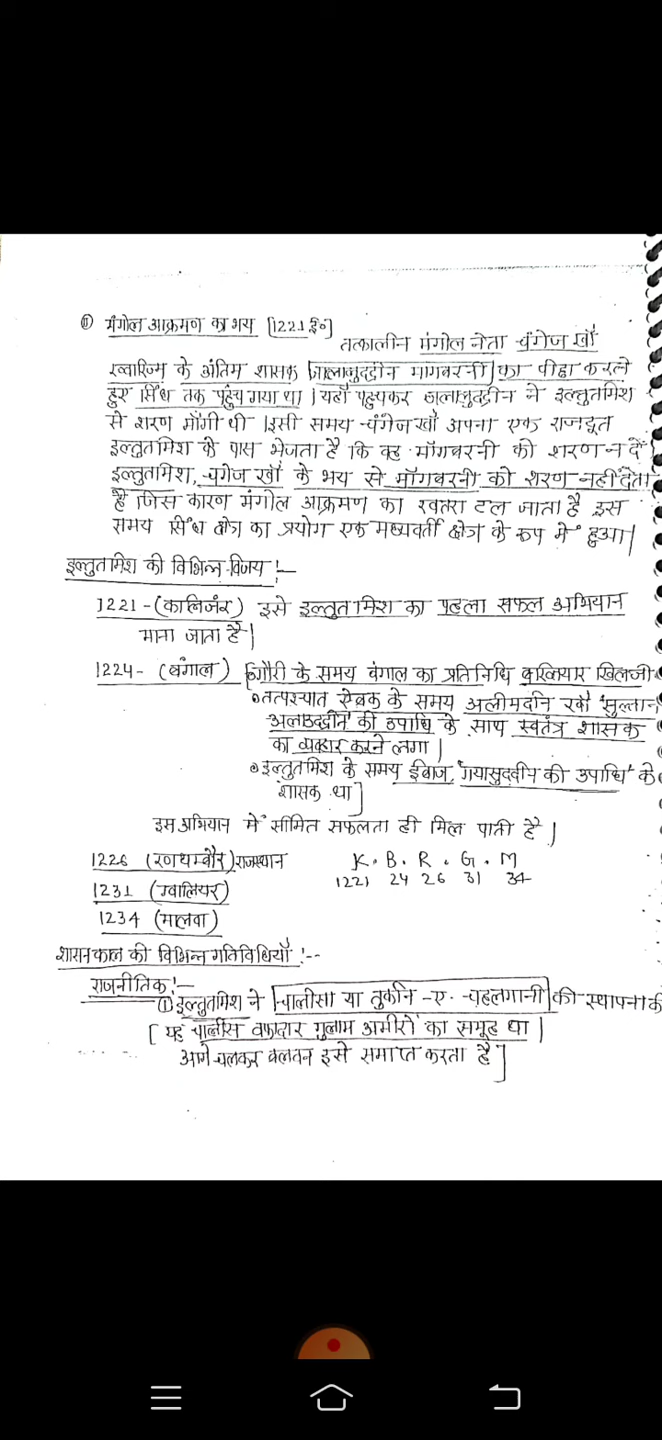 ⑪ मंगोल आक्रमण का भय [1221 ई०]
तत्कालीन मंगोल नेता चंगेज खाँ
ख्वारिज्म के अंतिम शासक जालालुद्दीन मांगबरनी का पीछा करते
हुए सिंध तक पहुँच गया था। यहाँ पहुचकर जलालुद्दीन ने इल्तुतमिश
से शरण माँगी थी। इसी समय चंगेजखाँ अपना एक राजदूत
इल्तुतमिश के पास भेजता है कि वह माँगबरनी को शरण न दें
इल्तुतमिश, चगेज खाँ के भय से माँगबरनी को शरण नहीं देता
है जिस कारण मंगोल आक्रमण का खतरा टल जाता है इस
समय सिंध क्षेत्र का प्रयोग एक मध्यवर्ती क्षेत्र के रूप में हुआ।
इल्तुतमिश की विभिन्न विजय :-
1221 - (कालिंजर) इसे इल्तुतमिश का पहला सफल अभियान
माना जाता है।
1224 - (बंगाल) [गौरी के समय बंगाल का प्रतिनिधि बख्तियार खिलजी
० तत्पश्चात ऐबक के समय अलीमर्दान खाँ 'सुल्तान
अलाउद्दीन' की उपाधि के साथ स्वतंत्र शासक
का व्यवहार करने लगा।
० इल्तुतमिश के समय ईवाज 'गयासुद्दीन की उपाधि' के
शासक था]
इस अभियान में सीमित सफलता ही मिल पाती है।
1226 (रणथम्बौर) राजस्थान K. B. R. G. M
1231 (ग्वालियर) 1221 24 26 31 34
1234 (मालवा)
शासनकाल की विभिन्न गतिविधियाँ :--
राजनीतिक :-
① इल्तुतमिश ने चालीसा या तुर्कान-ए-चहलगानी की स्थापना की
[यह चालीस वफादार गुलाम अमीरों का समूह था।
आगे चलकर बलबन इसे समाप्त करता है]